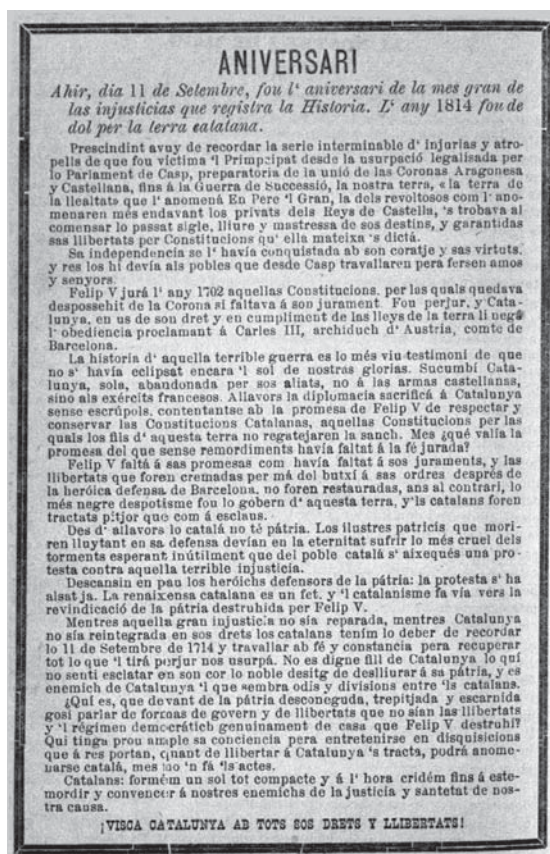 ANIVERSARI
Ahir, dia 11 de Setembre, fou l' aniversari de la mes gran de
las injusticias que registra la Historia. L' any 1814 fou de
dol per la terra catalana.
Prescindint avuy de recordar la serie interminable d' injurias y atro-
pells de que fou víctima 'l Primpcipat desde la usurpació legalisada per
lo Parlament de Casp, preparatoria de la unió de las Coronas Aragonesa
y Castellana, fins á la Guerra de Successió, la nostra terra, «la terra de
la llealtat» que l' anomená En Pere 'l Gran, la dels revoltosos com l' ano-
menaren més endavant los privats dels Reys de Castella, 's trobava al
comensar lo passat sigle, lliure y mastressa de sos destins, y garantidas
sas llibertats per Constitucions qu' ella mateixa 's dictá.
Sa independencia se l' havía conquistada ab son coratje y sas virtuts,
y res los hi devía als pobles que desde Casp travallaren pera fersen amos
y senyors.
Felip V jurá l' any 1702 aquellas Constitucions, per las quals quedava
despossehit de la Corona si faltava á son jurament. Fou perjur, y Cata-
lunya, en us de son dret y en cumpliment de las lleys de la terra li negá
l' obediencia proclamant á Carles III, archiduch d' Austria, comte de
Barcelona.
La historia d' aquella terrible guerra es lo més viu testimoni de que
no s' havía eclipsat encara 'l sol de nostras glorias. Sucumbí Cata-
lunya, sola, abandonada per sos aliats, no á las armas castellanas,
sino als exércits francesos. Allavors la diplomacia sacrificá á Catalunya
sense escrúpols, contentantse ab la promesa de Felip V de respectar y
conservar las Constitucions Catalanas, aquellas Constitucions per las
quals los fills d' aquesta terra no regatejaren la sanch. Mes ¿qué valía la
promesa del que sense remordiments havía faltat á la fé jurada?
Felip V faltá á sas promesas com havía faltat á sos juraments, y las
llibertats que foren cremadas per má del butxí á sas ordres després de
la heróica defensa de Barcelona, no foren restauradas, ans al contrari, lo
més negre despotisme fou lo gobern d' aquesta terra, y 'ls catalans foren
tractats pitjor que com á esclaus.
Des d' allavors lo catalá no té pátria. Los ilustres patricis que mori-
ren lluytant en sa defensa devían en la eternitat sufrir lo més cruel dels
torments esperant inútilment que del poble catalá s' aixequés una pro-
testa contra aquella terrible injusticia.
Descansin en pau los heróichs defensors de la pátria: la protesta s' ha
alsat ja. La renaixensa catalana es un fet, y 'l catalanisme fa vía vers la
revindicació de la pátria destruhida per Felip V.
Mentres aquella gran injusticia no sía reparada, mentres Catalunya
no sía reintegrada en sos drets los catalans tením lo deber de recordar
lo 11 de Setembre de 1714 y travallar ab fé y constancia pera recuperar
tot lo que 'l tirá perjur nos usurpá. No es digne fill de Catalunya lo qui
no senti esclatar en son cor lo noble desitg de deslliurar á sa pátria, y es
enemich de Catalunya 'l que sembra odis y divisions entre 'ls catalans.
¿Quí es, que devant de la pátria desconeguda, trepitjada y escarnida
gosi parlar de formas de govern y de llibertats que no sían las llibertats
y 'l régimen democrátich genuinament de casa que Felip V destruhí?
Qui tinga prou ample sa conciencia pera entretenirse en disquisicions
que á res portan, quant de llibertar á Catalunya 's tracta, podrá anome-
narse catalá, mes no 'n fá 'ls actes.
Catalans: formém un sol tot compacte y á l' hora cridém fins á este-
mordir y convencer á nostres enemichs de la justicia y santetat de nos-
tra causa.
¡VISCA CATALUNYA AB TOTS SOS DRETS Y LLIBERTATS!